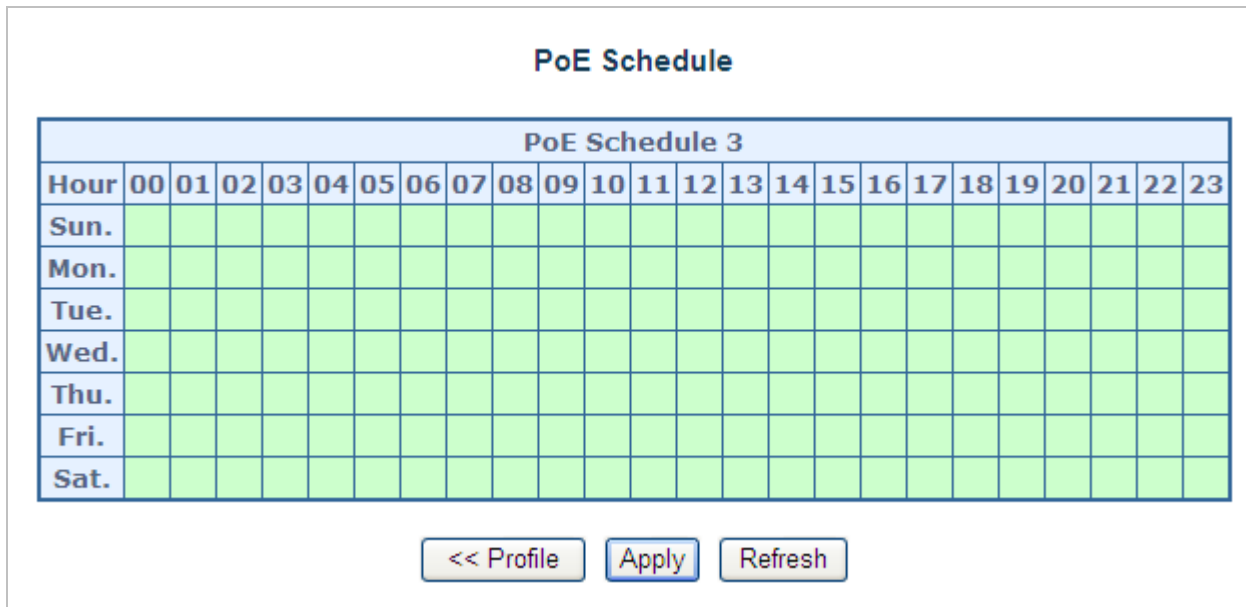 PoE Schedule
PoE Schedule 3
Hour 00 01 02 03 04 05 06 07 08 09 10 11 12 13 14 15 16 17 18 19 20 21 22 23
Sun.
Mon.
Tue.
Wed.
Thu.
Fri.
Sat.
<< Profile Apply Refresh